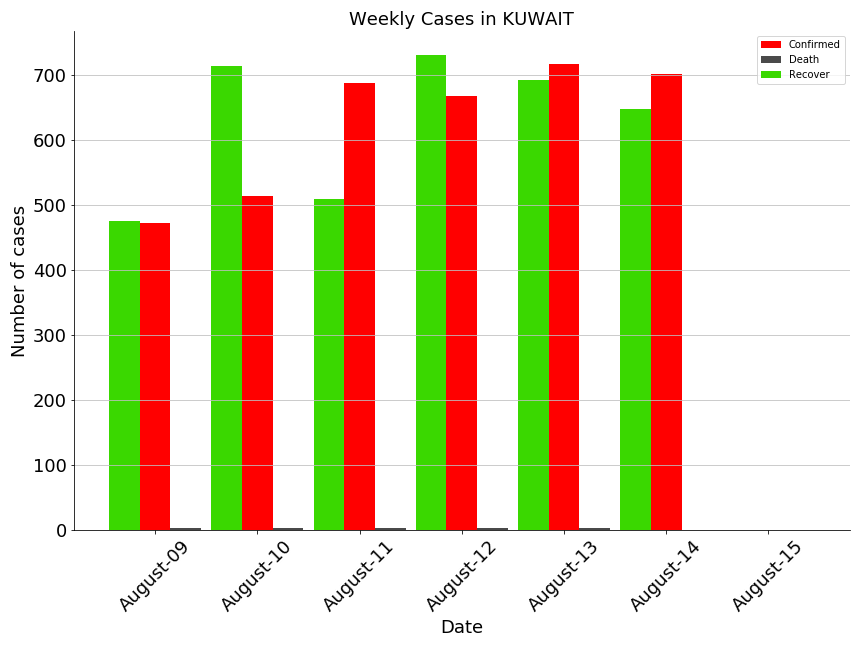 Weekly Cases in KUWAIT
Confirmed
Death
Recover
Number of cases
700
600
500
400
300
200
100
0
August-09
August-10
August-11
August-12
August-13
August-14
August-15
Date